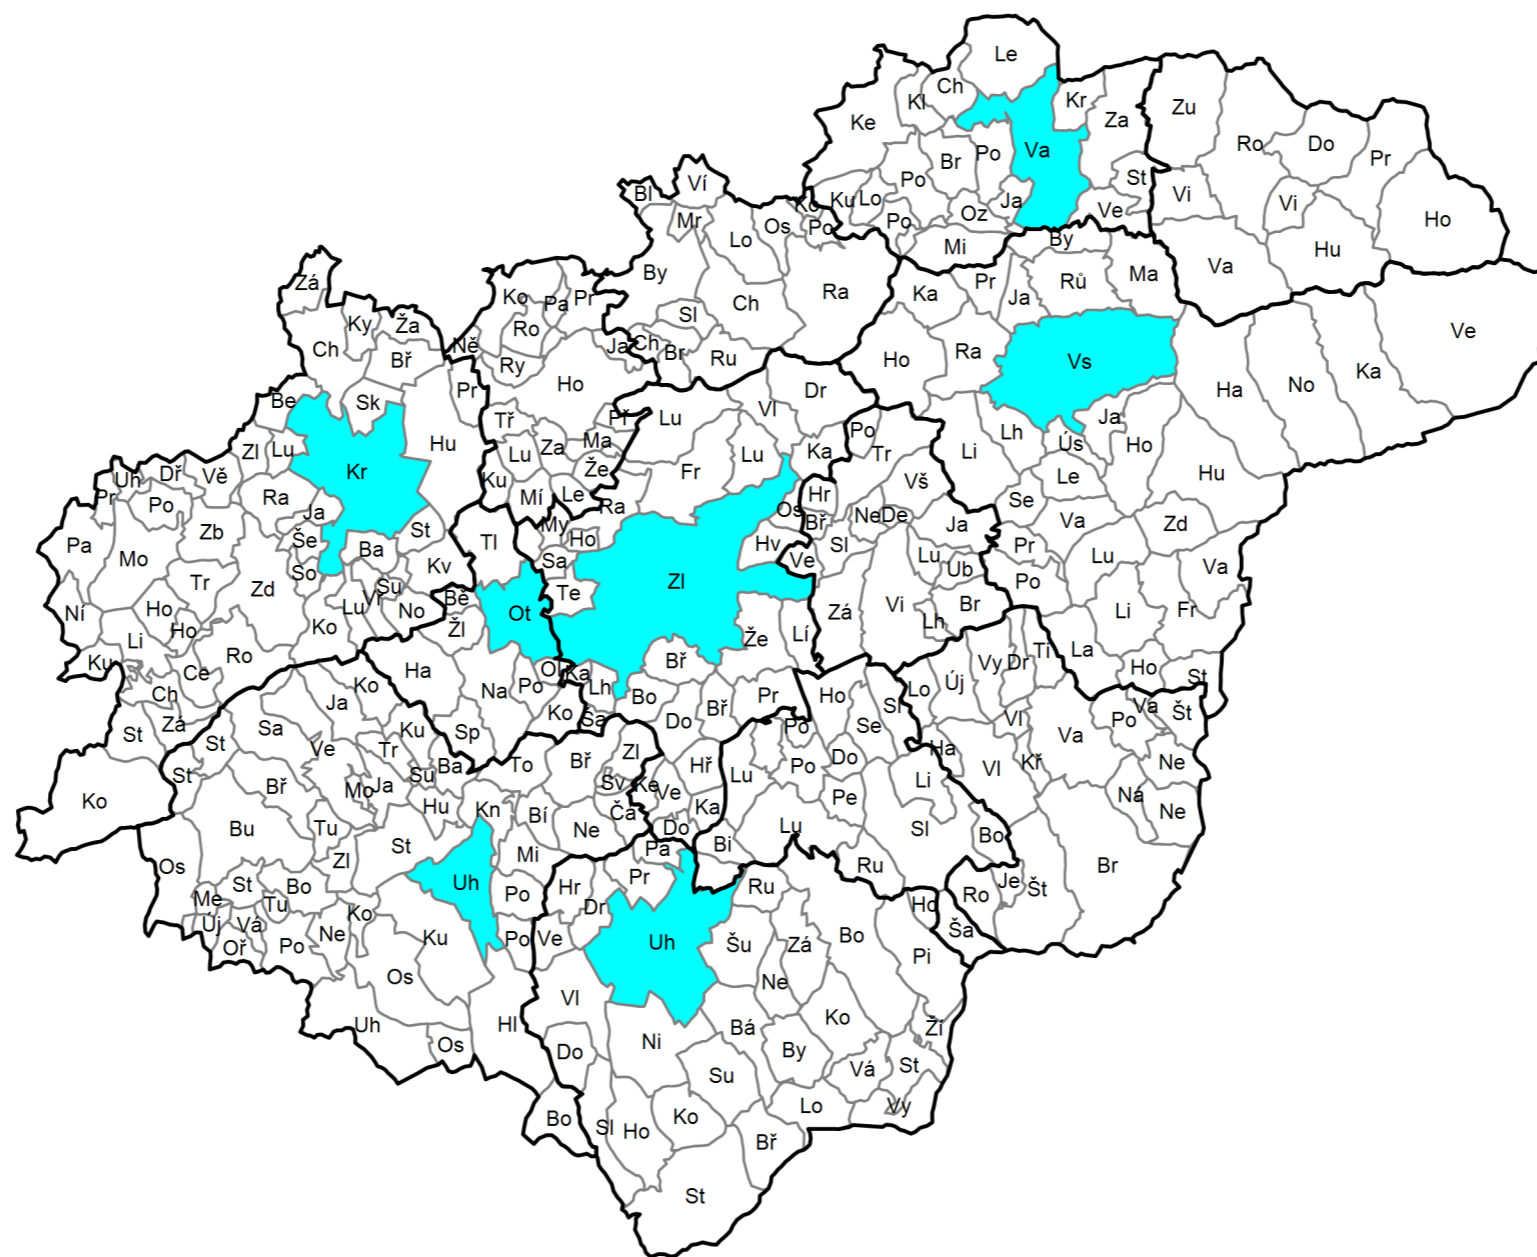 Le
Ch
Kl
Kr
Zu
Za
Ke
Ro
Do
Pr
Va
Br
Po
Po
St
Vi
Vi
Ho
Ku
Lo
Ja
Ve
Oz
Po
Ví
Bl
Mr
Ko
Os
Po
Lo
Mi
By
Hu
Va
By
Ch
Ra
Ka
Pr
Ja
Rů
Ma
Zá
Ko
Pa
Pr
Sl
Ky
Ža
Ro
Ně
Ja
Ch
Br
Ru
Ve
Ch
Bř
Ry
Ho
Ho
Ra
Vs
Ha
No
Ka
Pr
Be
Sk
Tř
Př
Lu
Vl
Dr
Hu
Za
Ma
Po
Ja
Lh
Ús
Ho
Zl
Lu
Kr
Lu
Že
Fr
Lu
Ka
Tr
Li
Uh
Dř
Vě
Ku
Mí
Le
Ra
Vš
Le
Hu
Pr
Po
Ra
Ja
Os
Hr
Se
St
My
Ho
Bř
Ne
De
Va
Zd
Pa
Mo
Zb
Še
Ba
Tl
Hv
Sl
Ja
Pr
So
Kv
Sa
Ve
Lu
Ub
Lu
Va
Tr
Zd
Su
Vř
Te
Zl
Po
Ní
Ho
Lu
No
Bě
Ot
Zá
Vi
Br
Li
Fr
Ho
Li
Ko
Žl
Že
Lí
Lh
Ku
Ro
Ce
Ha
Ol
Ka
Bř
Vy
Dr
Ti
La
Ho
St
Ch
Zá
Ko
Na
Po
Lh
Bo
Bř
Pr
Ho
Sl
Lo
Új
St
Ja
Sp
Ko
Sa
Do
Po
Se
Vl
Va
Po
Va
Št
St
Sa
Ve
Tr
Ku
Su
Ba
To
Bř
Zl
Hř
Lu
Po
Do
Ha
Kř
Ne
St
Bř
Mo
Ja
Hu
Kn
Sv
Ke
Ve
Ka
Pe
Li
Vl
Ná
Ne
Ko
Bu
Tu
St
Bí
Ne
Ča
Do
Lu
Sl
Bo
Br
Os
Zl
Mi
Pa
Bi
Ru
St
Bo
Uh
Po
Hr
Pr
Ru
Ro
Je
Št
Me
Tu
Dr
Ho
Új
Vá
Ko
Ša
Oř
Po
Ne
Ku
Po
Ve
Uh
Šu
Zá
Bo
Pi
Os
Vl
Ne
Uh
Os
Hl
Do
Ni
Bá
Ko
Ží
By
Su
Vá
St
Bo
Sl
Ho
Ko
Lo
Vy
Bř
St